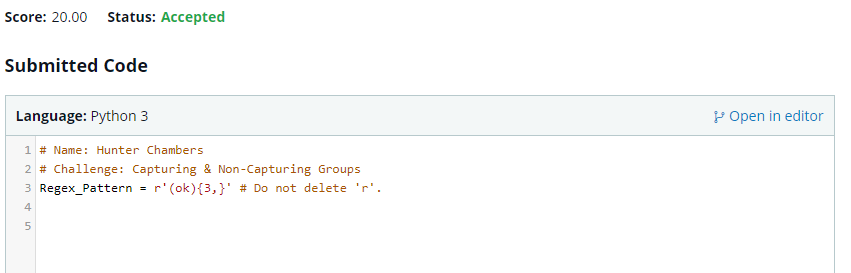 Score: 20.00 Status: Accepted
Submitted Code
Language: Python 3 Open in editor
1 # Name: Hunter Chambers
2 # Challenge: Capturing & Non-Capturing Groups
3 Regex_Pattern = r'(ok){3,}' # Do not delete 'r'.
4
5